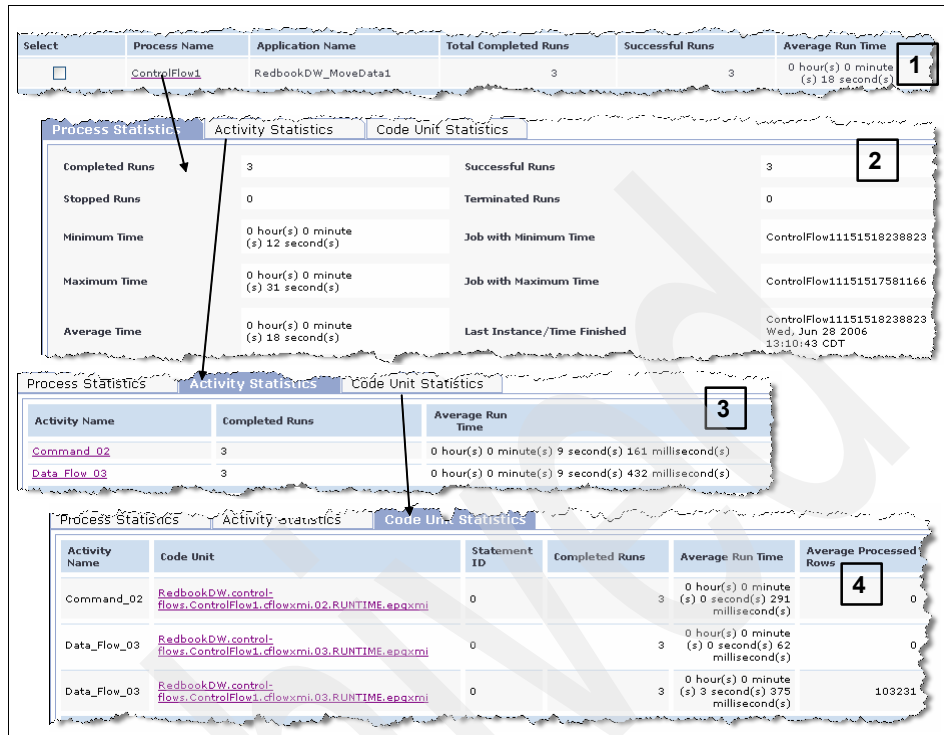 Select Process Name Application Name Total Completed Runs Successful Runs Average Run Time
ControlFlow1 RedbookDW_MoveData1 3 3 0 hour(s) 0 minute
(s) 18 second(s)
1
Process Statistics Activity Statistics Code Unit Statistics
2
Completed Runs 3 Successful Runs 3
Stopped Runs 0 Terminated Runs 0
Minimum Time 0 hour(s) 0 minute
(s) 12 second(s) Job with Minimum Time ControlFlow11151518238823
Maximum Time 0 hour(s) 0 minute
(s) 31 second(s) Job with Maximum Time ControlFlow11151517581166
Average Time 0 hour(s) 0 minute
(s) 18 second(s) Last Instance/Time Finished ControlFlow11151518238823
Wed, Jun 28 2006
13:10:43 CDT
Process Statistics Activity Statistics Code Unit Statistics
3
Activity Name Completed Runs Average Run
Time
Command_02 3 0 hour(s) 0 minute(s) 9 second(s) 161 millisecond(s)
Data_Flow_03 3 0 hour(s) 0 minute(s) 9 second(s) 432 millisecond(s)
Process Statistics Activity Statistics Code Unit Statistics
Activity
Name Code Unit Statement
ID Completed Runs Average Run Time Average Processed
Rows
4
Command_02 RedbookDW.control-
flows.ControlFlow1.cflowxmi.02.RUNTIME.epgxmi 0 3 0 hour(s) 0 minute
(s) 0 second(s) 291
millisecond(s) 0
Data_Flow_03 RedbookDW.control-
flows.ControlFlow1.cflowxmi.03.RUNTIME.epgxmi 0 3 0 hour(s) 0 minute
(s) 0 second(s) 62
millisecond(s) 0
Data_Flow_03 RedbookDW.control-
flows.ControlFlow1.cflowxmi.03.RUNTIME.epgxmi 0 3 0 hour(s) 0 minute
(s) 3 second(s) 375
millisecond(s) 103231